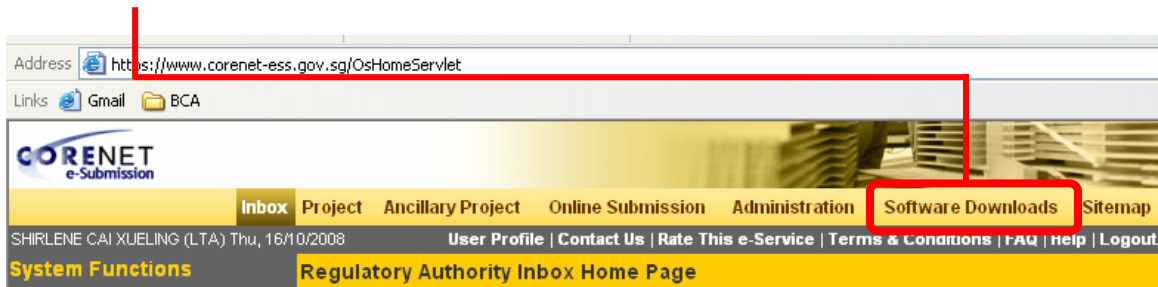 Address https://www.corenet-ess.gov.sg/OsHomeServlet
Links Gmail BCA
CORENET
e-Submission
Inbox Project Ancillary Project Online Submission Administration Software Downloads Sitemap
SHIRLENE CAI XUELING (LTA) Thu, 16/10/2008 User Profile | Contact Us | Rate This e-Service | Terms & Conditions | FAQ | Help | Logout
System Functions Regulatory Authority Inbox Home Page